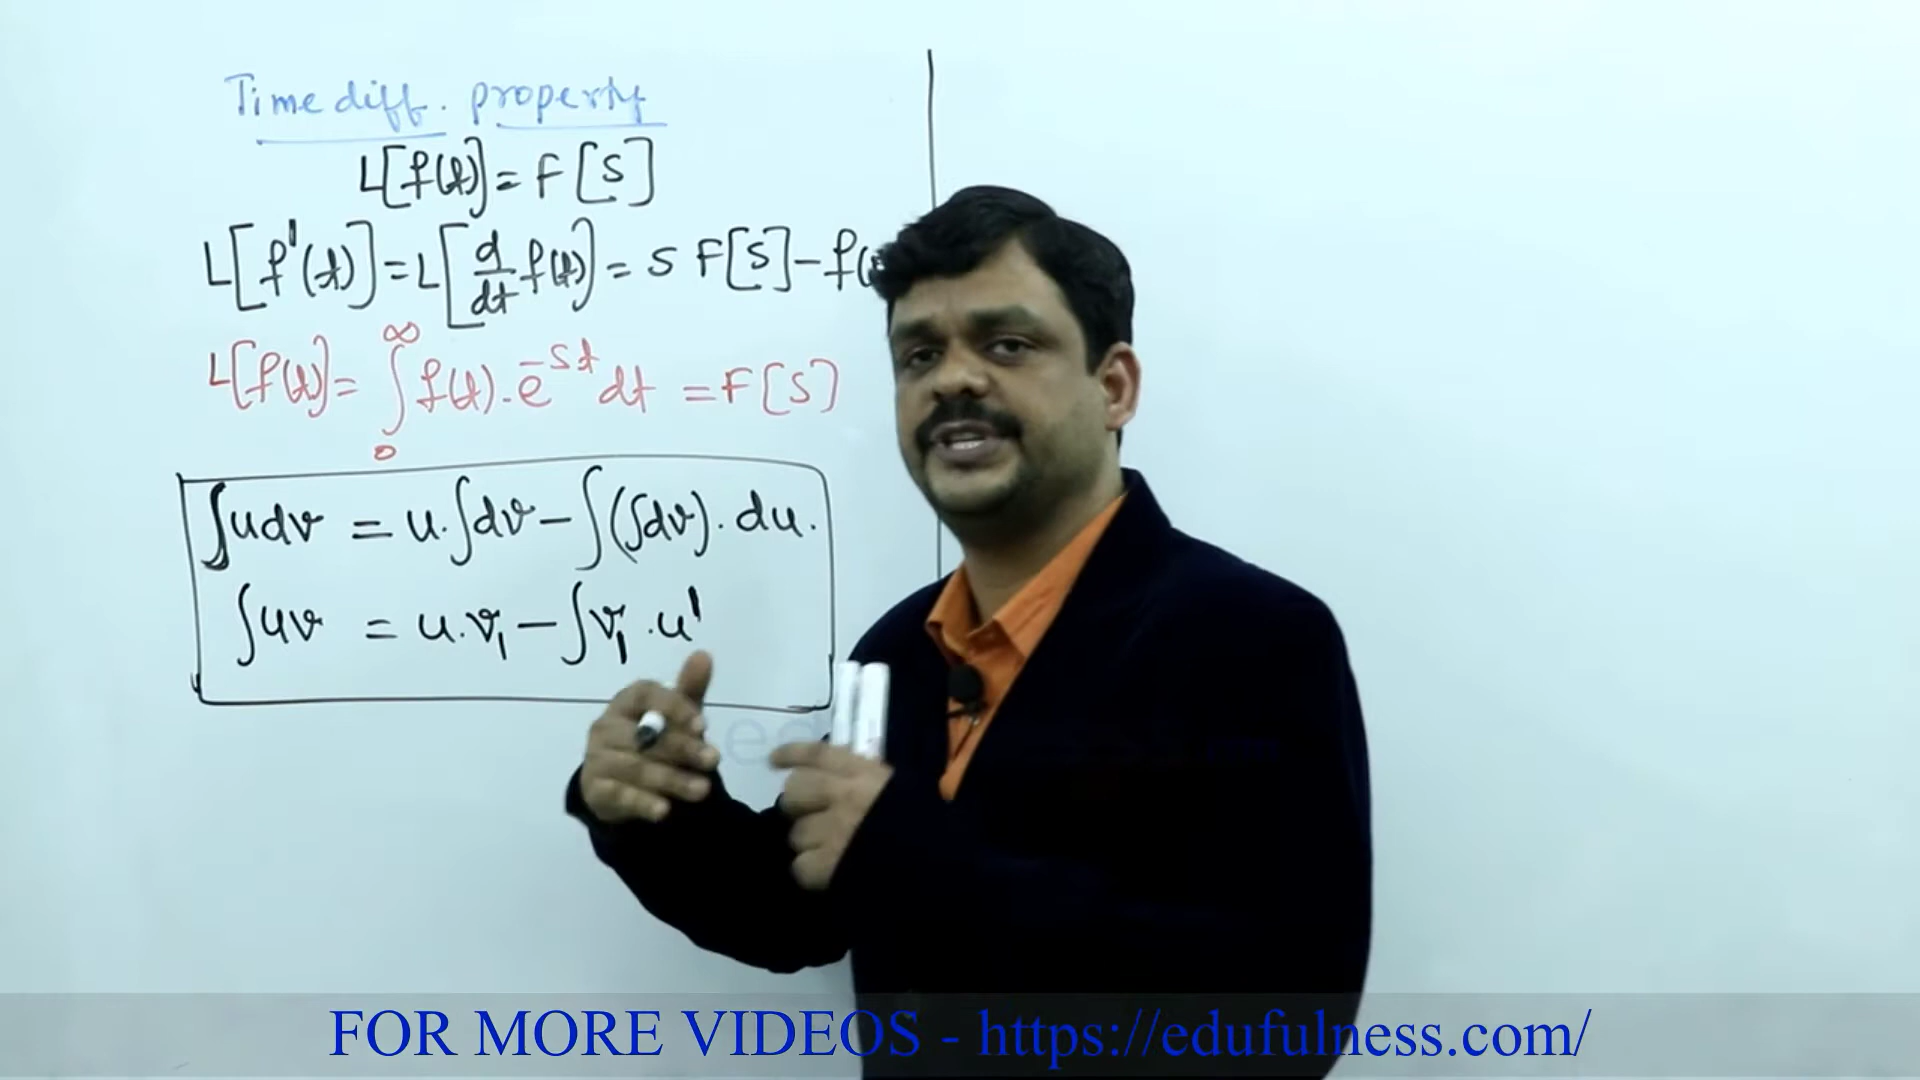 Time diff. property
L[f(t)] = F[S]
L[f'(t)] = L[d/dt f(t)] = S F[S] - f(
L[f(t)] = ∫₀^∞ f(t). e^-st dt = F[S]
∫udv = u.∫dv - ∫(∫dv). du.
∫uv = u.v₁ - ∫v₁ .u'
FOR MORE VIDEOS - https://edufulness.com/